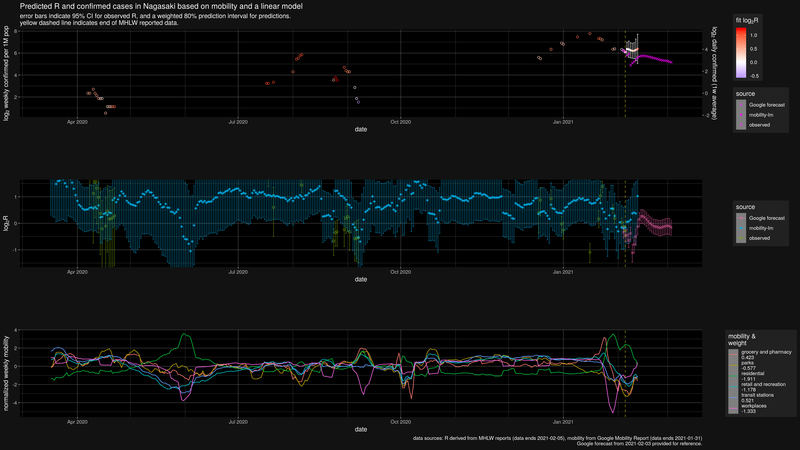 Predicted R and confirmed cases in Nagasaki based on mobility and a linear model
error bars indicate 95% CI for observed R, and a weighted 80% prediction interval for predictions.
yellow dashed line indicates end of MHLW reported data.
log₂ weekly confirmed per 1M pop
8
6
4
2
log₂ daily confirmed (1w average)
4
2
0
-2
Apr 2020
Jul 2020
Oct 2020
Jan 2021
date
fit log₂R
1.0
0.5
0.0
-0.5
source
Google forecast
mobility-lm
observed
log₂R
1
0
-1
Apr 2020
Jul 2020
Oct 2020
Jan 2021
date
source
Google forecast
mobility-lm
observed
normalized weekly mobility
4
2
0
-2
-4
Apr 2020
Jul 2020
Oct 2020
Jan 2021
date
mobility &
weight
grocery and pharmacy
0.423
parks
-0.577
residential
-1.911
retail and recreation
-1.178
transit stations
0.521
workplaces
-1.333
data sources: R derived from MHLW reports (data ends 2021-02-05), mobility from Google Mobility Report (data ends 2021-01-31)
Google forecast from 2021-02-03 provided for reference.